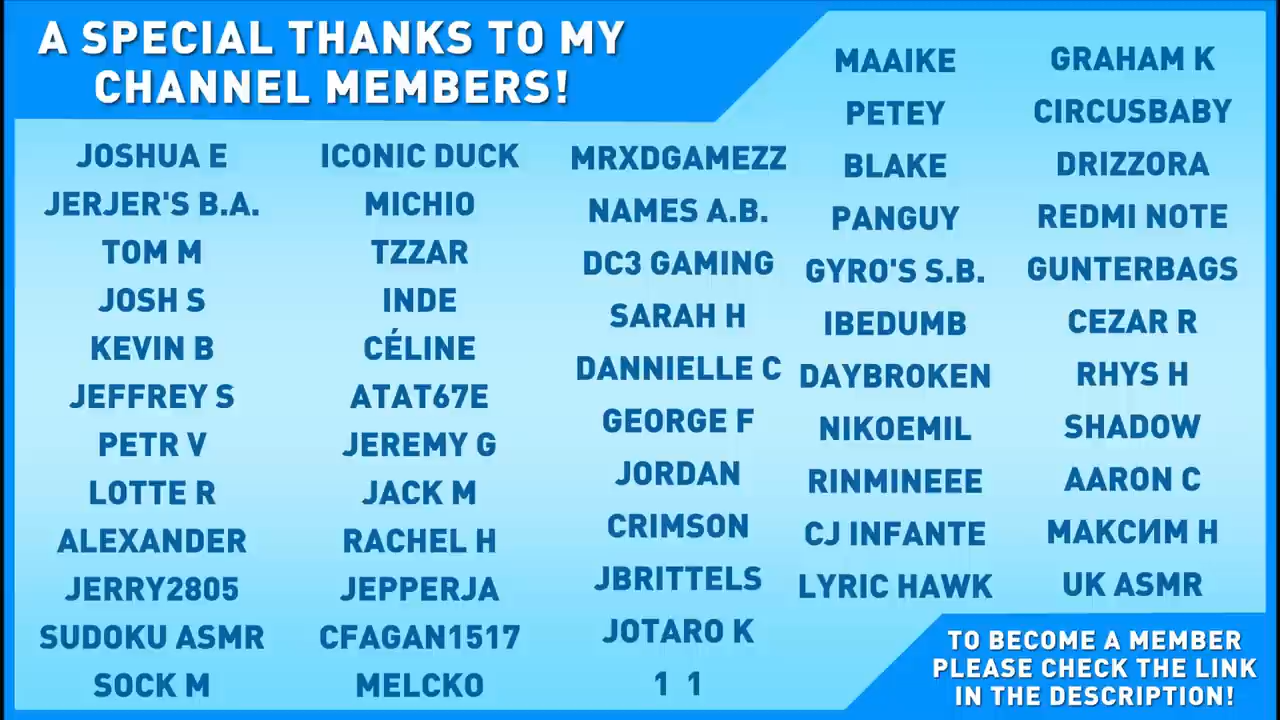 A SPECIAL THANKS TO MY
CHANNEL MEMBERS!
JOSHUA E
JERJER'S B.A.
TOM M
JOSH S
KEVIN B
JEFFREY S
PETR V
LOTTE R
ALEXANDER
JERRY2805
SUDOKU ASMR
SOCK M
ICONIC DUCK
MICHIO
TZZAR
INDE
CÉLINE
ATAT67E
JEREMY G
JACK M
RACHEL H
JEPPERJA
CFAGAN1517
MELCKO
MRXDGAMEZZ
NAMES A.B.
DC3 GAMING
SARAH H
DANNIELLE C
GEORGE F
JORDAN
CRIMSON
JBRITTELS
JOTARO K
1 1
MAAIKE
PETEY
BLAKE
PANGUY
GYRO'S S.B.
IBEDUMB
DAYBROKEN
NIKOEMIL
RINMINEEE
CJ INFANTE
LYRIC HAWK
GRAHAM K
CIRCUSBABY
DRIZZORA
REDMI NOTE
GUNTERBAGS
CEZAR R
RHYS H
SHADOW
AARON C
МАКСИМ Н
UK ASMR
TO BECOME A MEMBER
PLEASE CHECK THE LINK
IN THE DESCRIPTION!